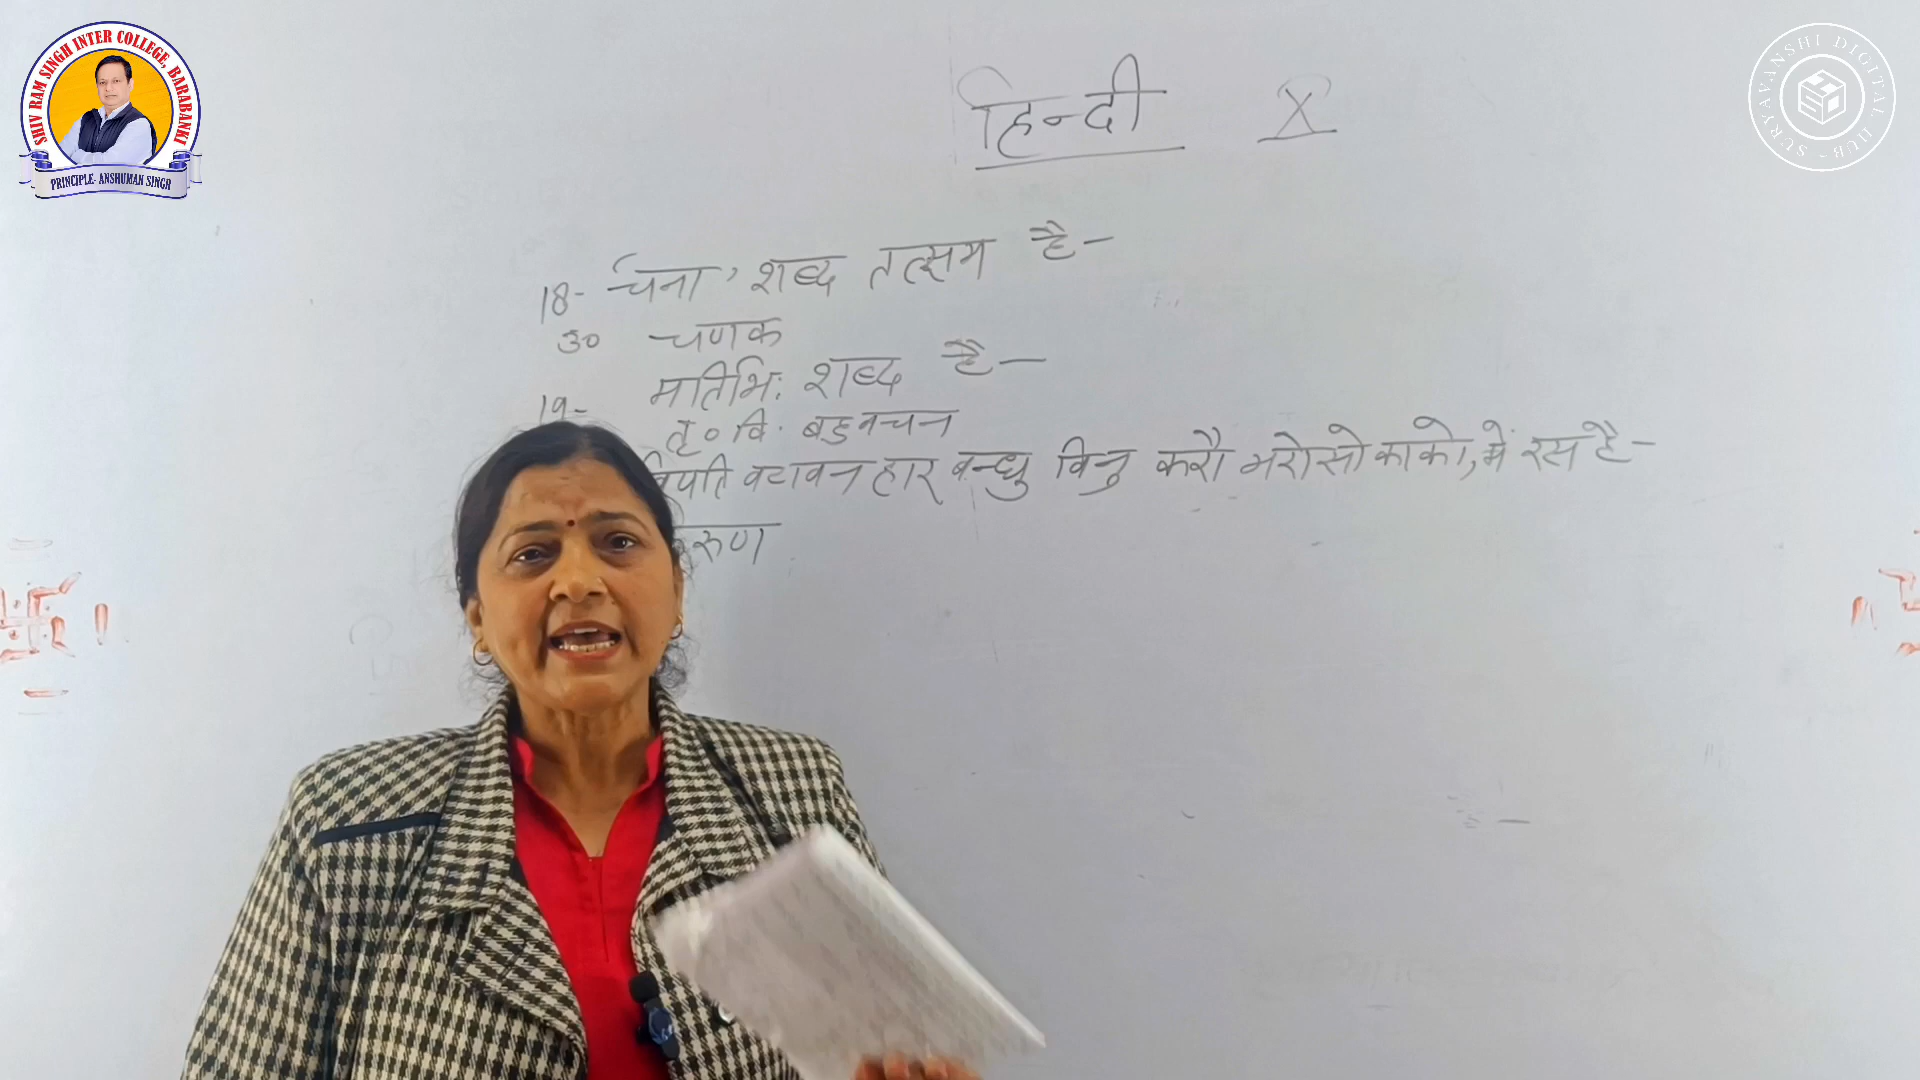 SHIV RAM SINGH INTER COLLEGE, BARABANKI
PRINCIPLE- ANSHUMAN SINGH
SURYAVANSHI DIGITAL HUB
हिन्दी X
18- 'चना' शब्द तत्सम है-
उ० चणक
19- मतिभिः शब्द है-
तृ० वि. बहुवचन
विपति बटावन हार बन्धु बिनु करौ भरोसो काको, में रस है-
करुण